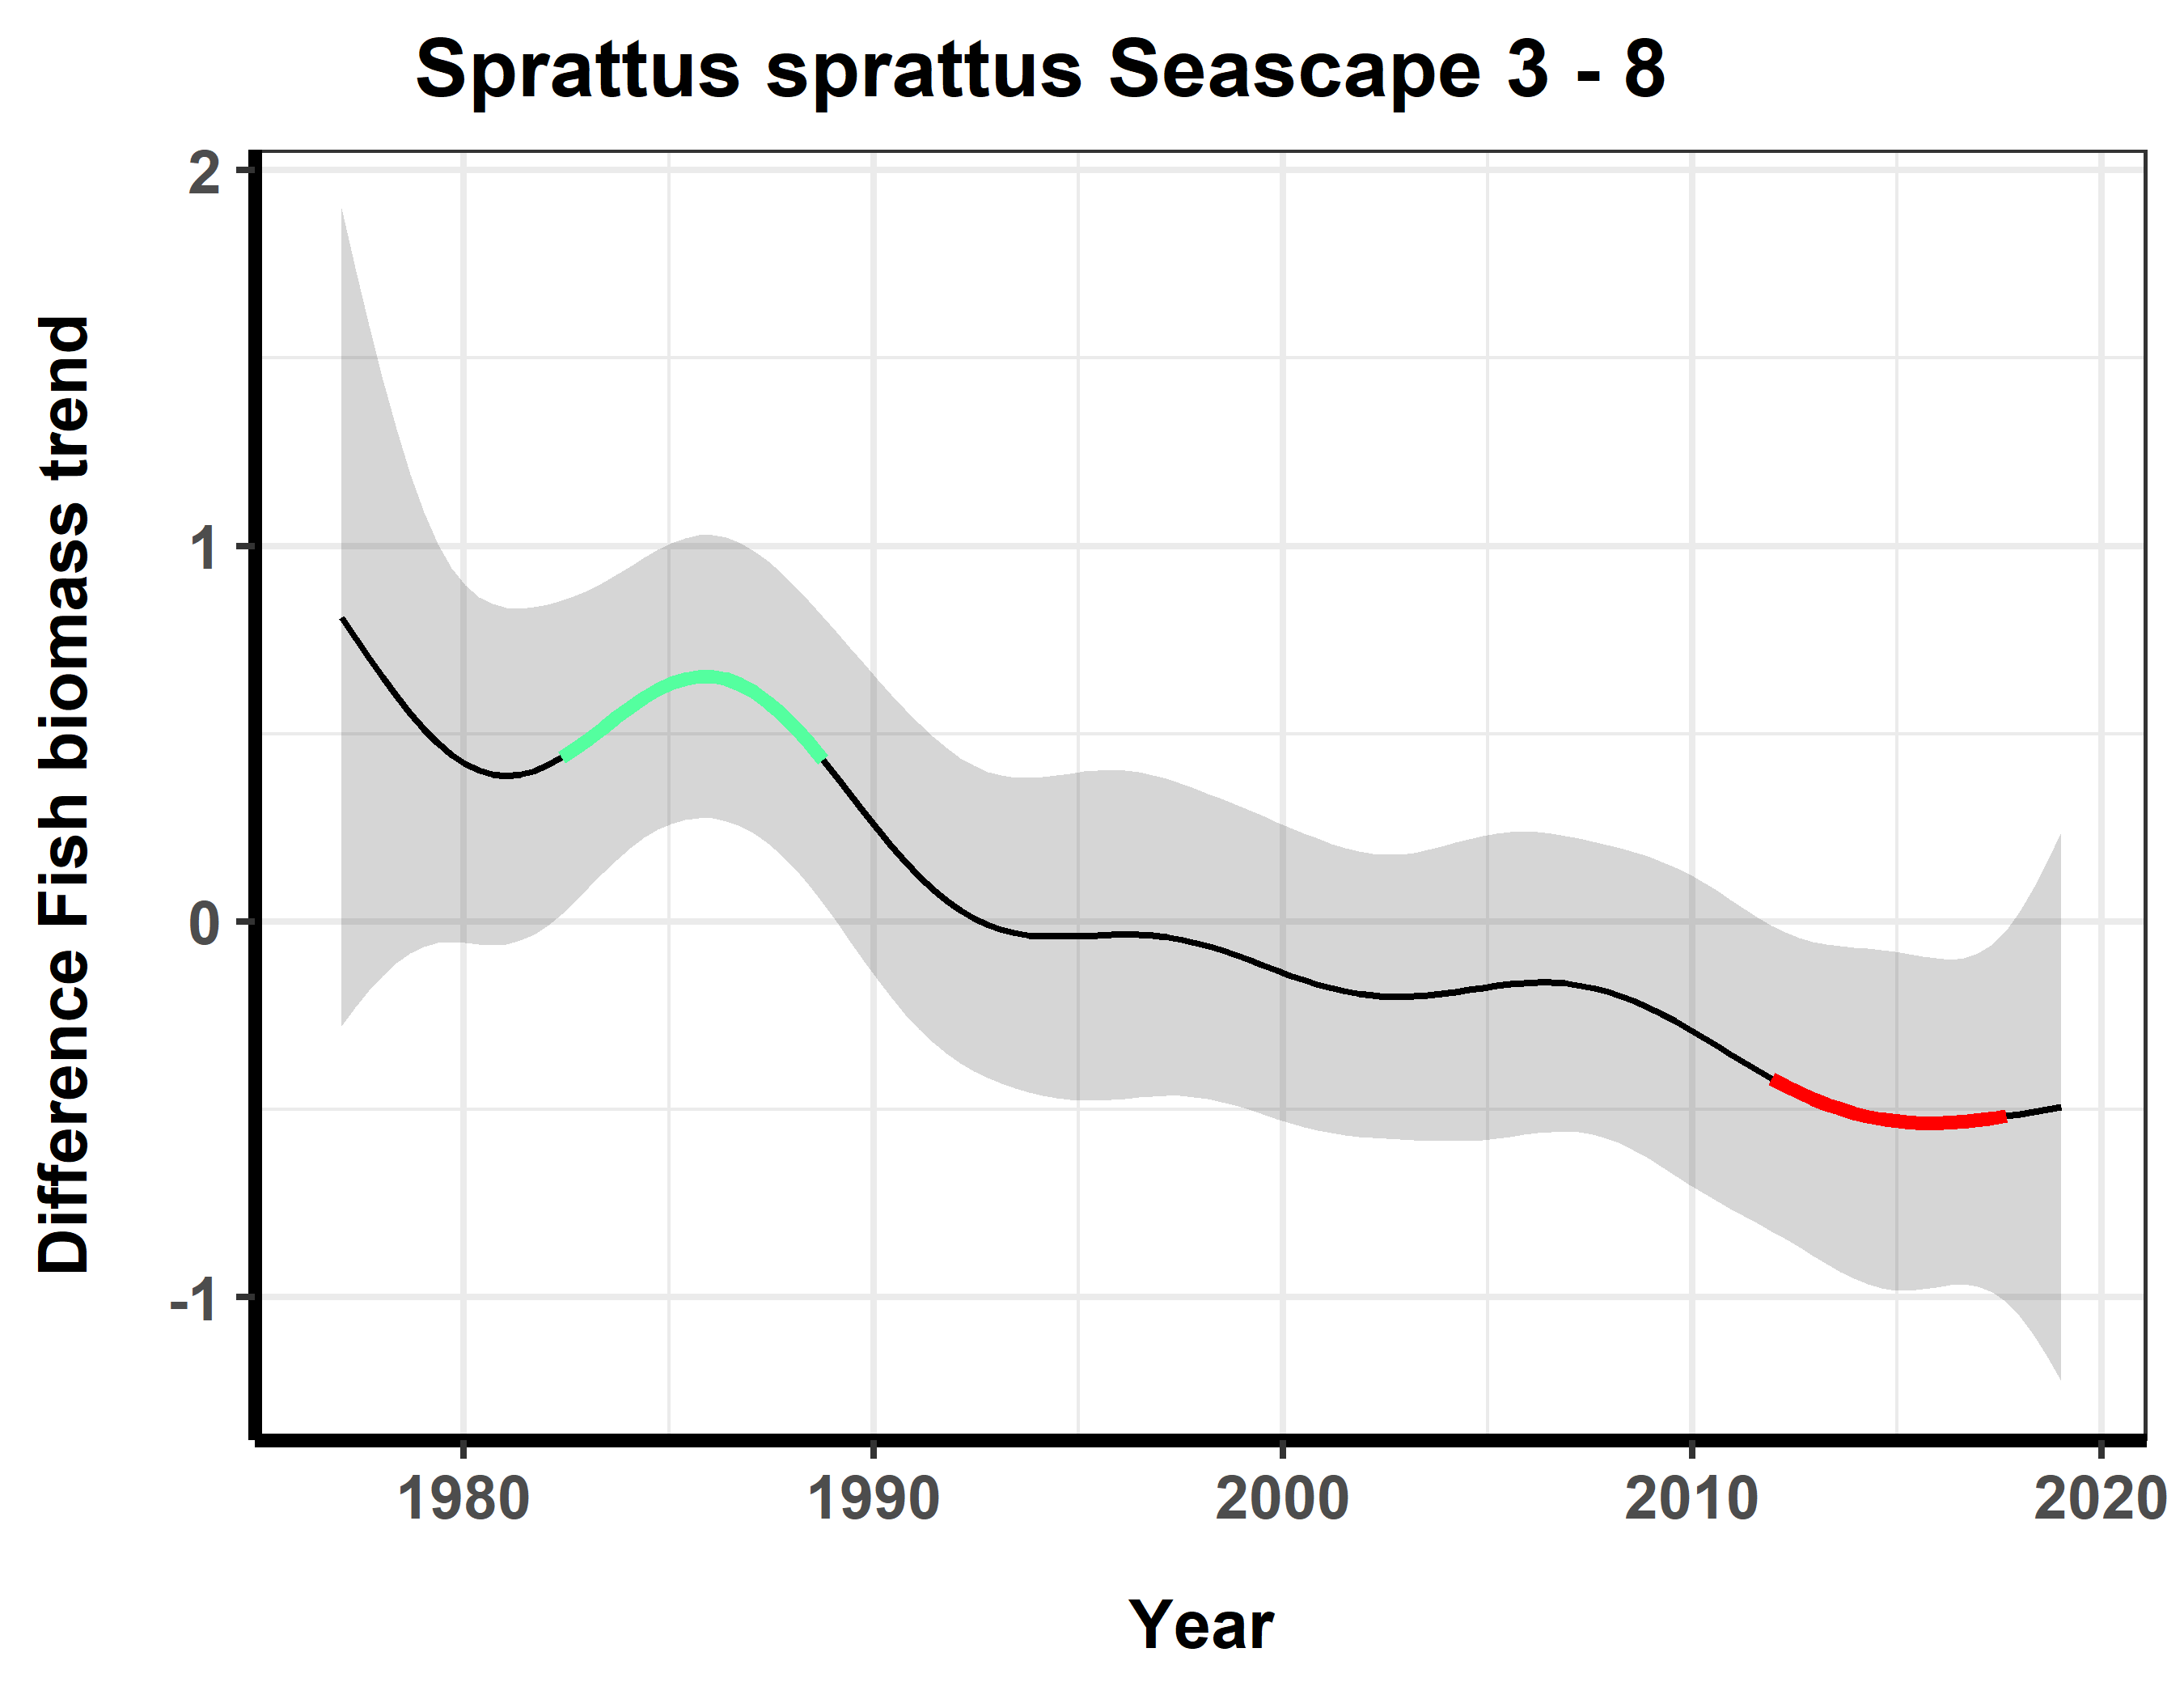 Sprattus sprattus Seascape 3 - 8
Difference Fish biomass trend
2
1
0
-1
1980 1990 2000 2010 2020
Year